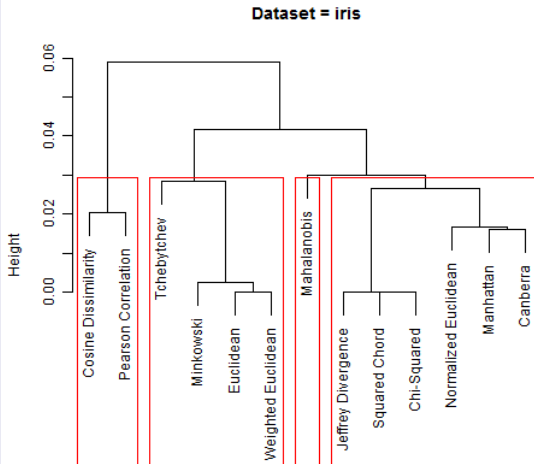 Dataset = iris
Height
0.00
0.02
0.04
0.06
Cosine Dissimilarity
Pearson Correlation
Tchebytchev
Minkowski
Euclidean
Weighted Euclidean
Mahalanobis
Jeffrey Divergence
Squared Chord
Chi-Squared
Normalized Euclidean
Manhattan
Canberra